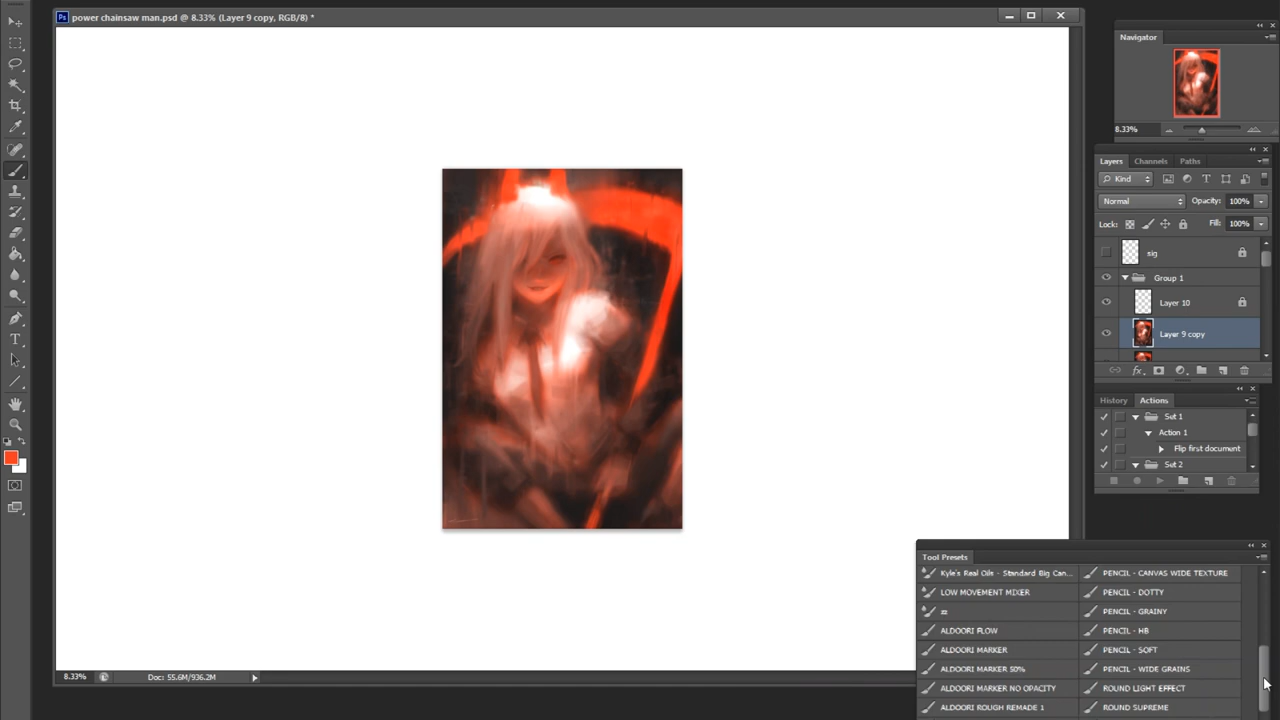 Ps power chainsaw man.psd @ 8.33% (Layer 9 copy, RGB/8) *
Navigator
8.33%
Layers Channels Paths
Kind
Normal Opacity: 100%
Lock: Fill: 100%
sig
Group 1
Layer 10
Layer 9 copy
History Actions
Set 1
Action 1
Flip first document
Set 2
Tool Presets
Kyle's Real Oils - Standard Big Can... PENCIL - CANVAS WIDE TEXTURE
LOW MOVEMENT MIXER PENCIL - DOTTY
PENCIL - GRAINY
ALDOORI FLOW PENCIL - HB
ALDOORI MARKER PENCIL - SOFT
ALDOORI MARKER 50% PENCIL - WIDE GRAINS
ALDOORI MARKER NO OPACITY ROUND LIGHT EFFECT
ALDOORI ROUGH REMADE 1 ROUND SUPREME
8.33% Doc: 55.6M/936.2M